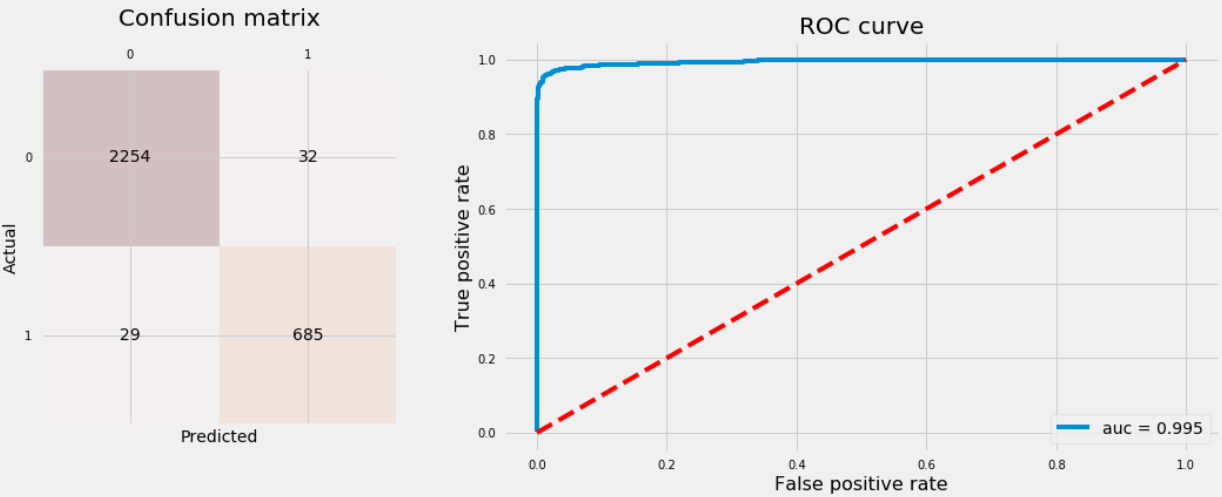 Confusion matrix
0 1
0 2254 32
1 29 685
Actual
Predicted
ROC curve
1.0
0.8
0.6
0.4
0.2
0.0
True positive rate
auc = 0.995
0.0 0.2 0.4 0.6 0.8 1.0
False positive rate